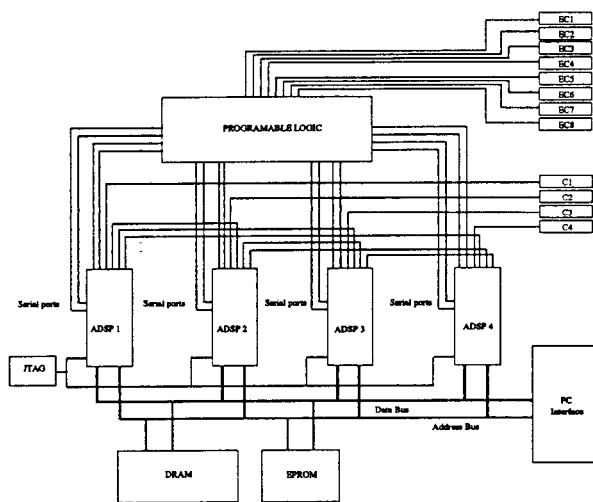 EC1
EC2
EC3
EC4
EC5
EC6
EC7
EC8
PROGRAMABLE LOGIC
C1
C2
C3
C4
Serial ports
Serial ports
Serial ports
Serial ports
ADSP 1
ADSP 2
ADSP 3
ADSP 4
JTAG
PC
Interface
Data Bus
Address Bus
DRAM
EPROM